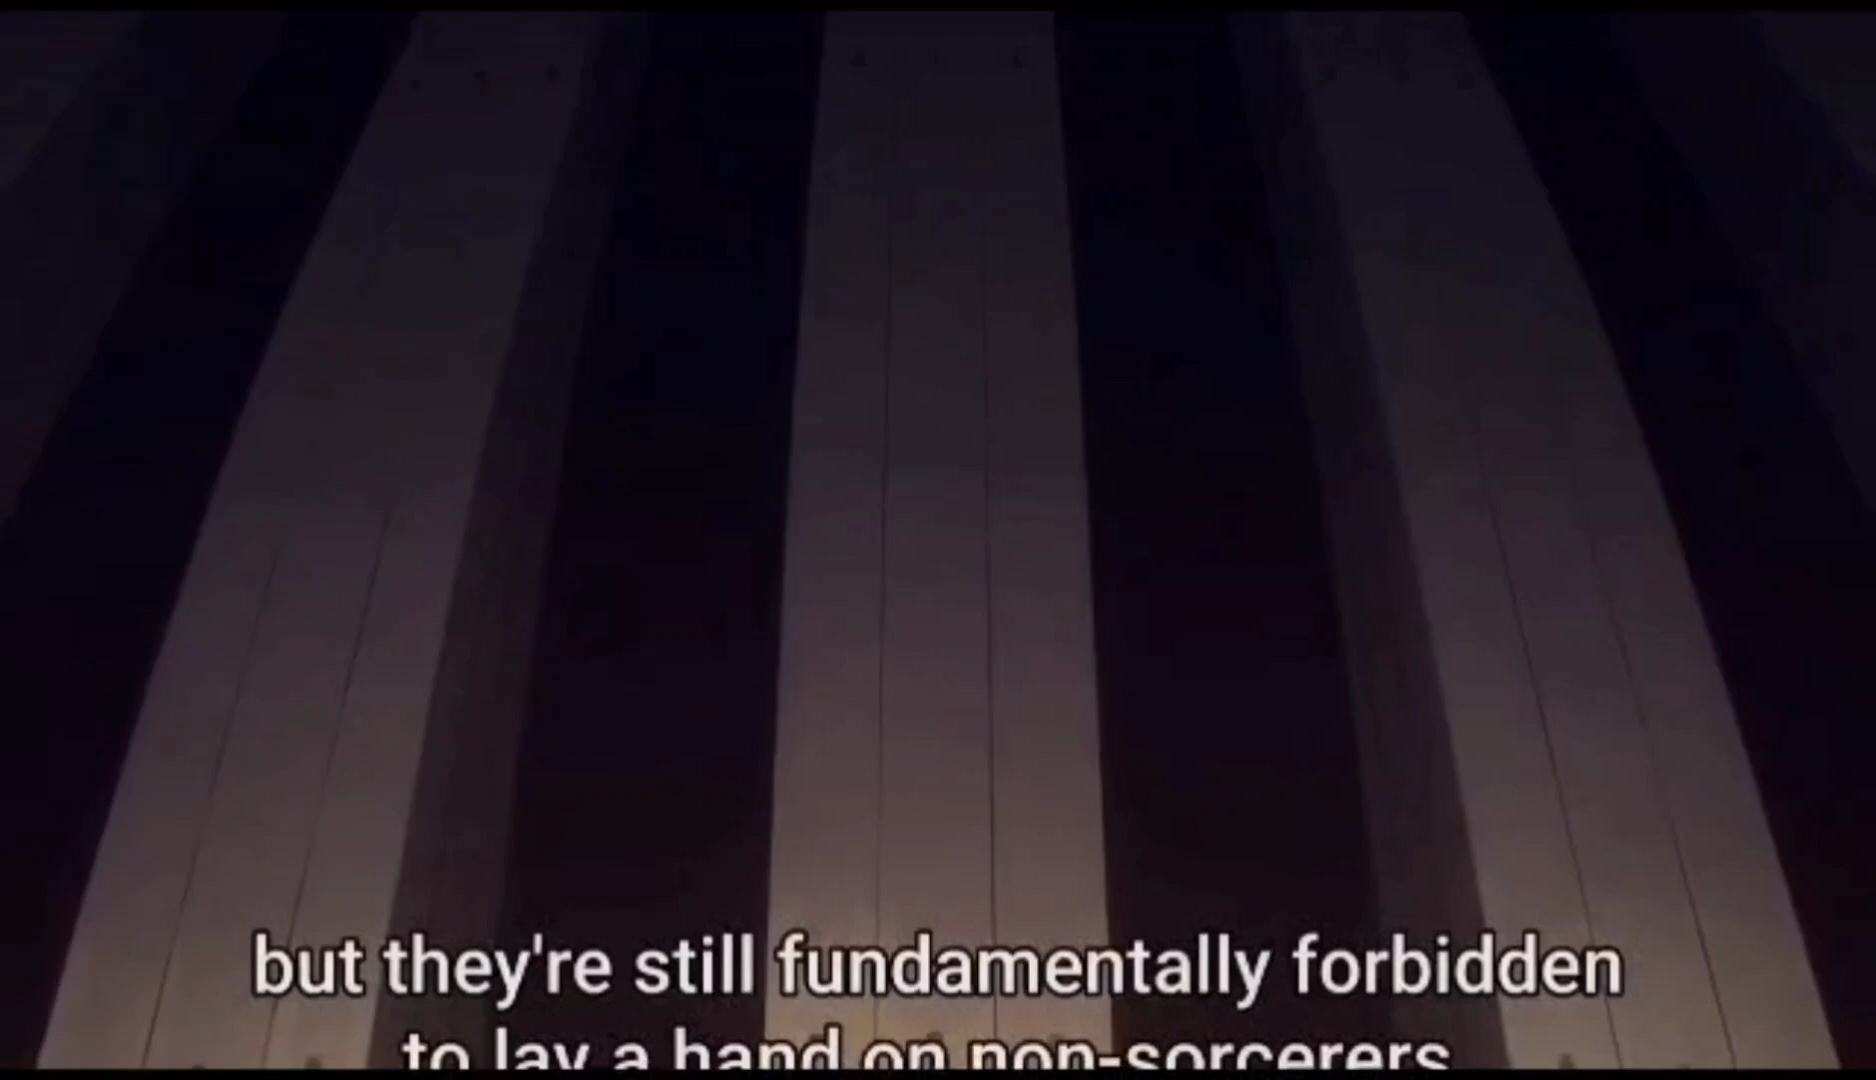 but they're still fundamentally forbidden
to lay a hand on non-sorcerers